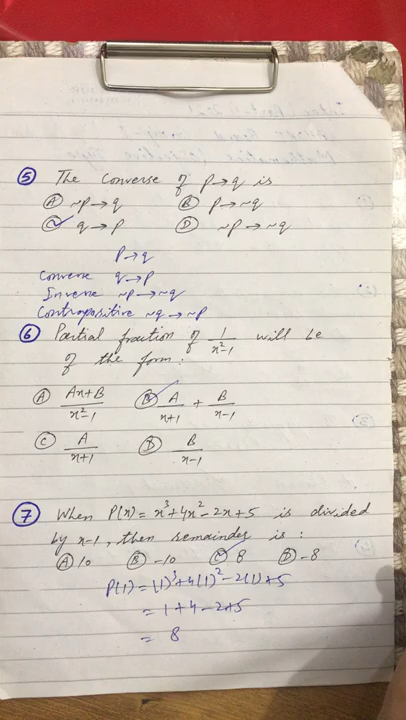 5 The converse of p→q is
A ~p→q B p→~q
C q→p D ~p→~q
p→q
Converse q→p
Inverse ~p→~q
Contrapositive ~q→~p
6 Partial fraction of 1/(x²-1) will be
of the form:
A (Ax+B)/(x²-1) B A/(x+1) + B/(x-1)
C A/(x+1) D B/(x-1)
7 When P(x) = x³+4x²-2x+5 is divided
by x-1, then remainder is:
A 10 B -10 C 8 D -8
P(1) = (1)³+4(1)²-2(1)+5
= 1+4-2+5
= 8